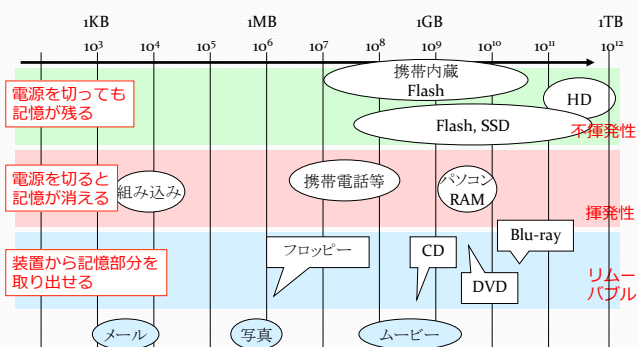 1KB 1MB 1GB 1TB
10³ 10⁴ 10⁵ 10⁶ 10⁷ 10⁸ 10⁹ 10¹⁰ 10¹¹ 10¹²
電源を切っても
記憶が残る
携帯内蔵
Flash
HD
Flash, SSD
不揮発性
電源を切ると
記憶が消える
組み込み
携帯電話等
パソコン
RAM
揮発性
装置から記憶部分を
取り出せる
フロッピー
CD
DVD
Blu-ray
リムー
バブル
メール
写真
ムービー